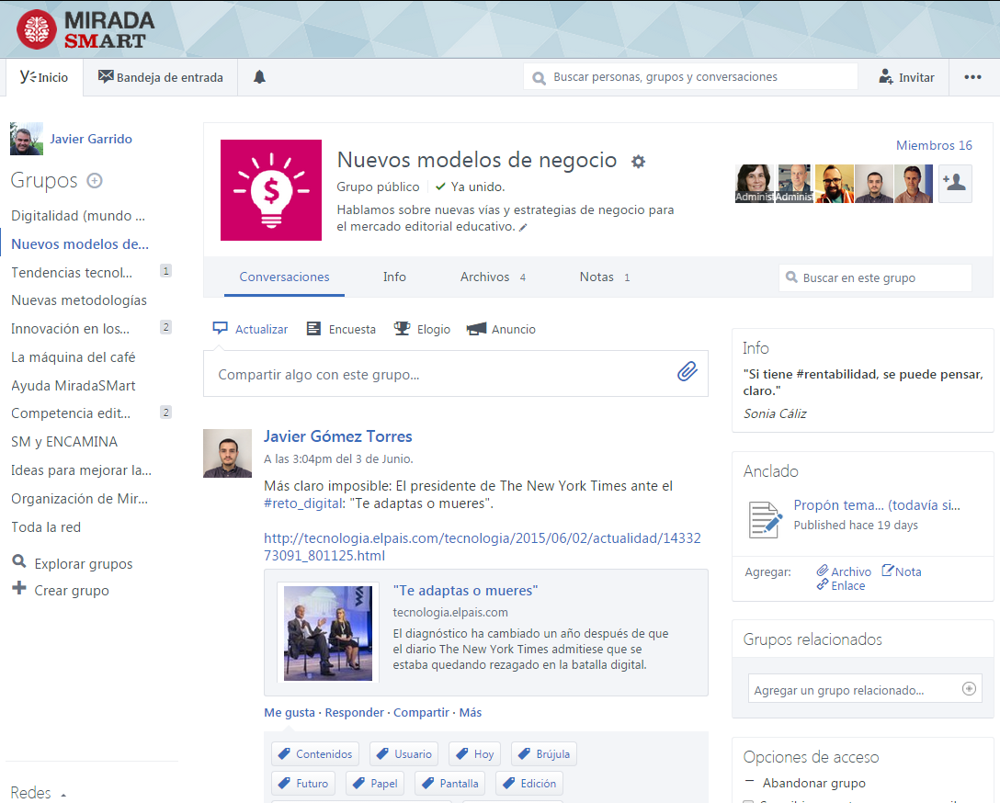 MIRADA
SMART
Inicio
Bandeja de entrada
Buscar personas, grupos y conversaciones
Invitar
Javier Garrido
Grupos
Digitalidad (mundo ...
Nuevos modelos de...
Tendencias tecnol... 1
Nuevas metodologías
Innovación en los... 2
La máquina del café
Ayuda MiradaSMart
Competencia edit... 2
SM y ENCAMINA
Ideas para mejorar la...
Organización de Mir...
Toda la red
Explorar grupos
Crear grupo
Redes
$
Nuevos modelos de negocio
Grupo público
Ya unido.
Hablamos sobre nuevas vías y estrategias de negocio para
el mercado editorial educativo.
Miembros 16
Adminis
Adminis
Conversaciones
Info
Archivos 4
Notas 1
Buscar en este grupo
Actualizar
Encuesta
Elogio
Anuncio
Compartir algo con este grupo...
Javier Gómez Torres
A las 3:04pm del 3 de Junio.
Más claro imposible: El presidente de The New York Times ante el
#reto_digital: "Te adaptas o mueres".
http://tecnologia.elpais.com/tecnologia/2015/06/02/actualidad/14332
73091_801125.html
"Te adaptas o mueres"
tecnologia.elpais.com
El diagnóstico ha cambiado un año después de que
el diario The New York Times admitiese que se
estaba quedando rezagado en la batalla digital.
Me gusta · Responder · Compartir · Más
Contenidos
Usuario
Hoy
Brújula
Futuro
Papel
Pantalla
Edición
Info
"Si tiene #rentabilidad, se puede pensar,
claro."
Sonia Cáliz
Anclado
Propón tema... (todavía si...
Published hace 19 days
Agregar:
Archivo
Nota
Enlace
Grupos relacionados
Agregar un grupo relacionado...
Opciones de acceso
Abandonar grupo